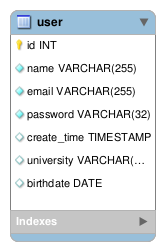 user
id INT
name VARCHAR(255)
email VARCHAR(255)
password VARCHAR(32)
create_time TIMESTAMP
university VARCHAR(...
birthdate DATE
Indexes